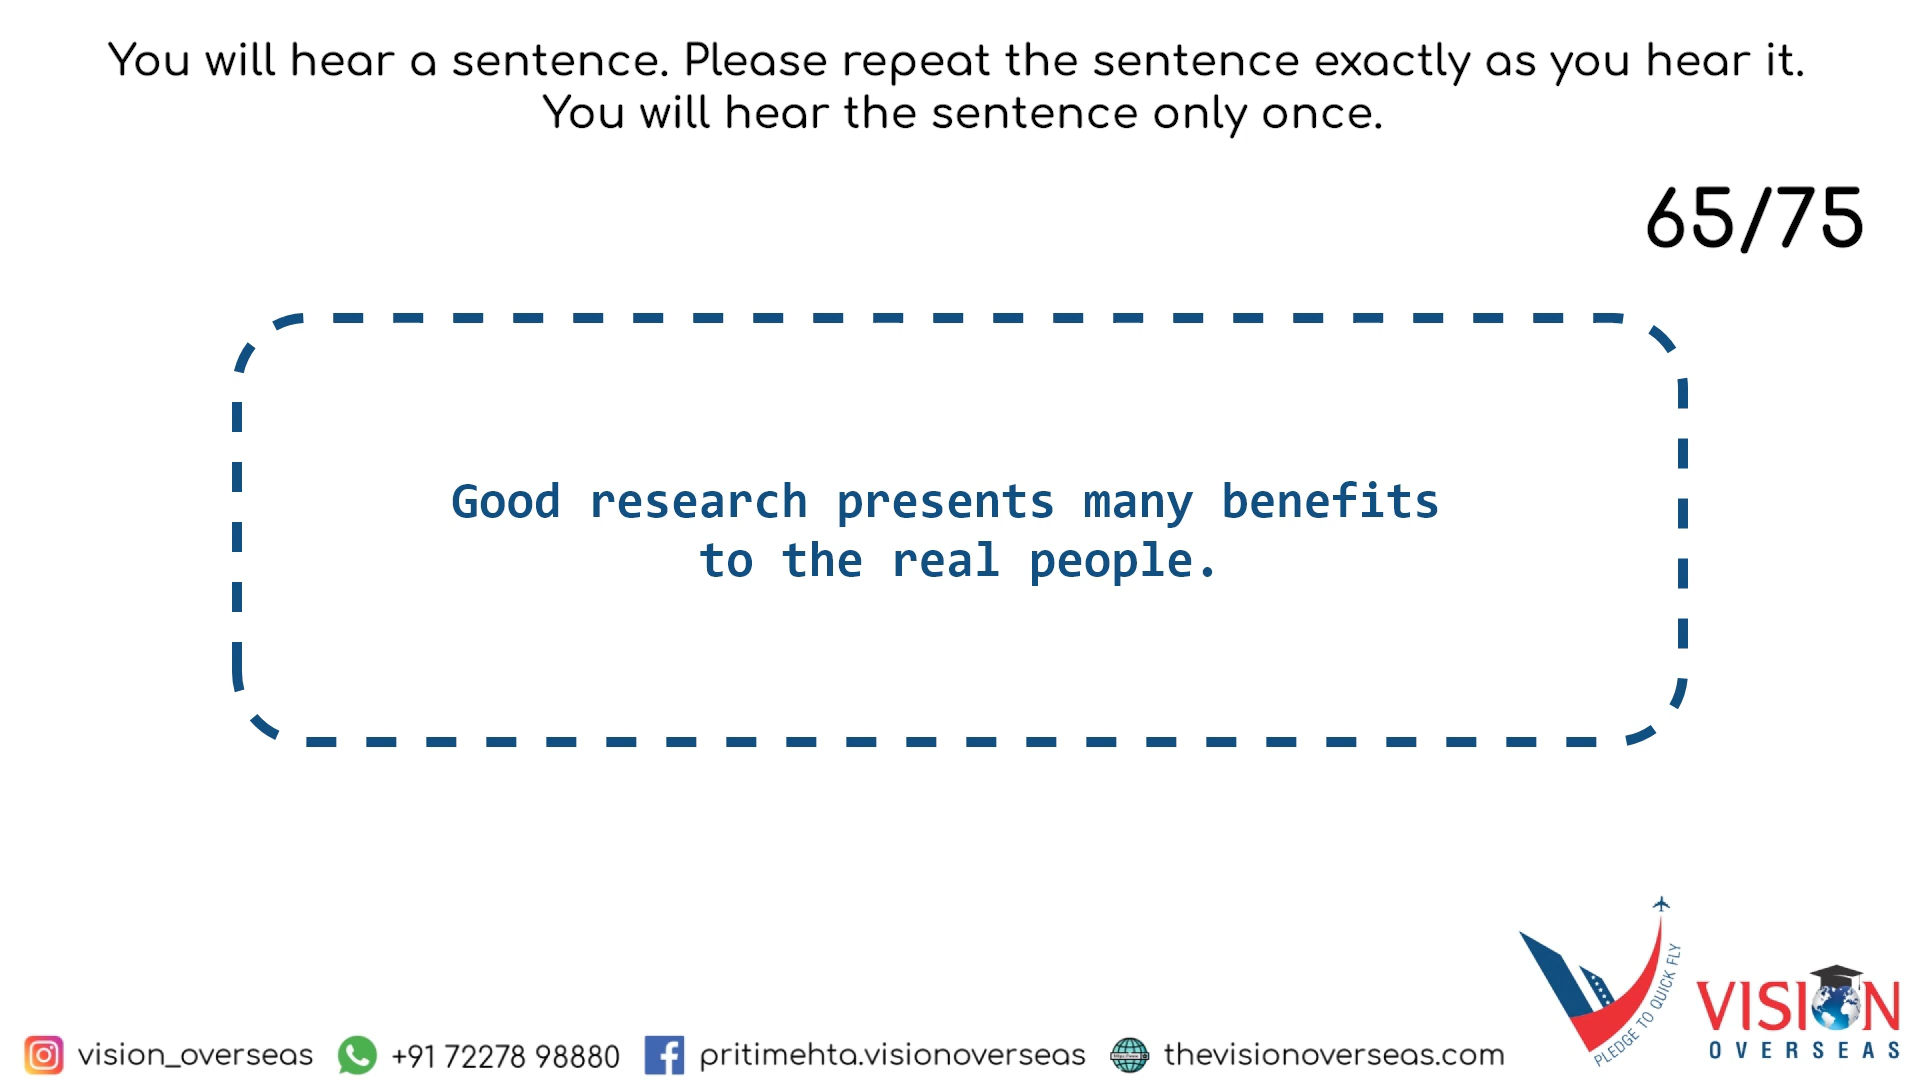 You will hear a sentence. Please repeat the sentence exactly as you hear it.
You will hear the sentence only once.
65/75
Good research presents many benefits
to the real people.
PLEDGE TO QUICK FLY
VISION
OVERSEAS
vision_overseas
+91 72278 98880
pritimehta.visionoverseas
thevisionoverseas.com